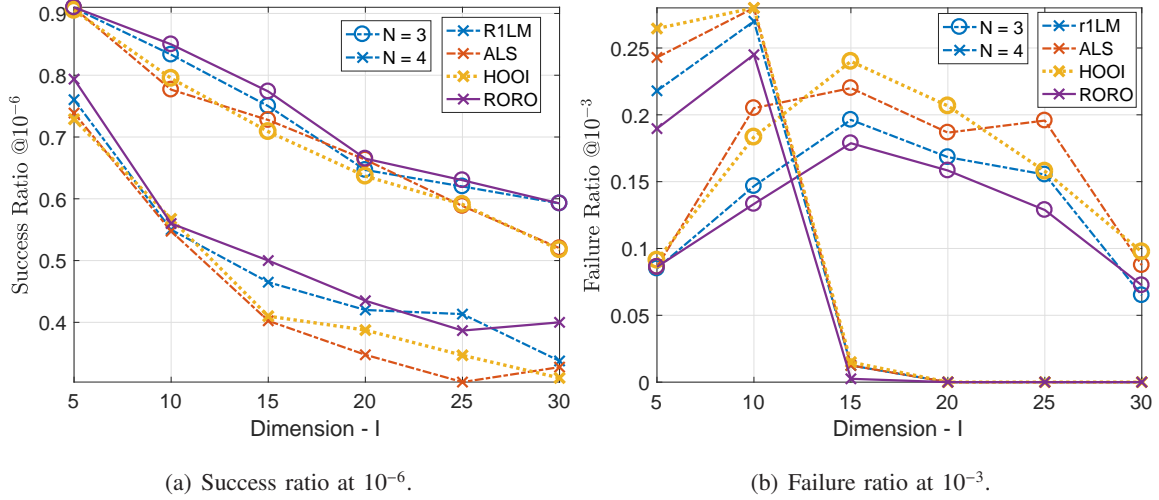 Success Ratio @10⁻⁶
0.9
0.8
0.7
0.6
0.5
0.4
5 10 15 20 25 30
Dimension - I
N = 3
N = 4
R1LM
ALS
HOOI
RORO
(a) Success ratio at 10⁻⁶.
Failure Ratio @10⁻³
0.25
0.2
0.15
0.1
0.05
0
5 10 15 20 25 30
Dimension - I
N = 3
N = 4
r1LM
ALS
HOOI
RORO
(b) Failure ratio at 10⁻³.